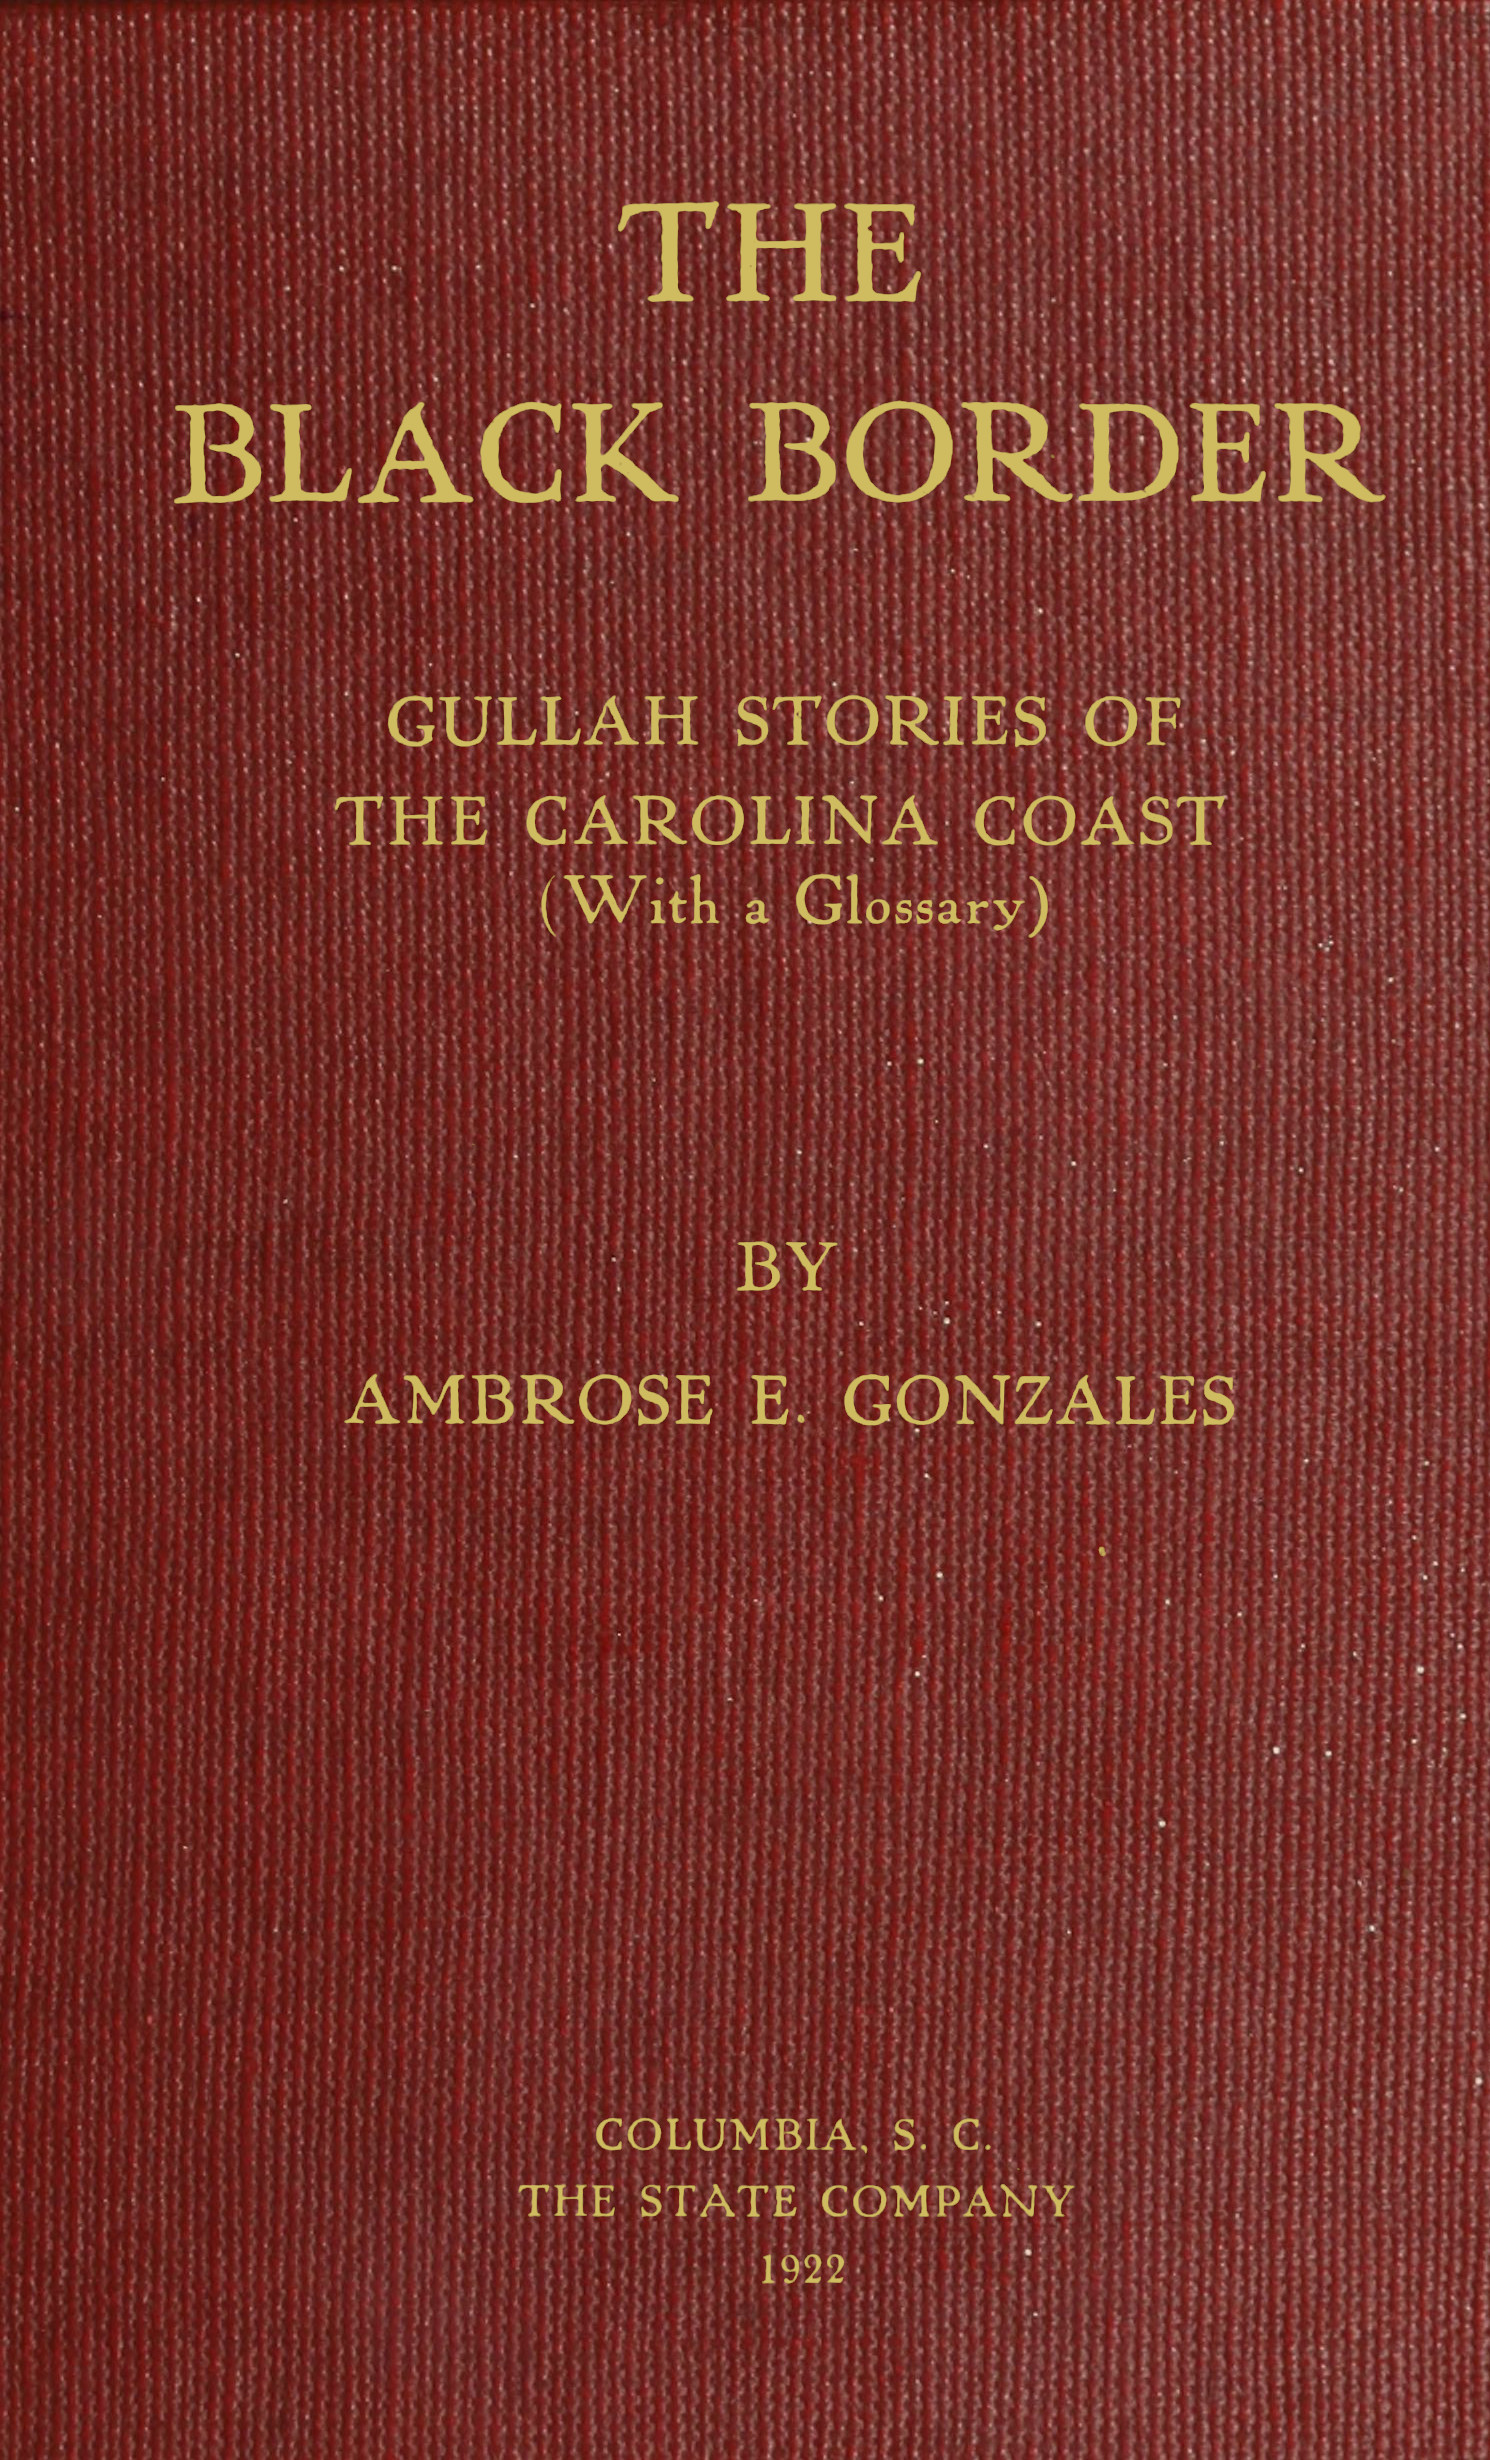 THE
BLACK BORDER
GULLAH STORIES OF
THE CAROLINA COAST
(With a Glossary)
BY
AMBROSE E. GONZALES
COLUMBIA, S. C.
THE STATE COMPANY
1922